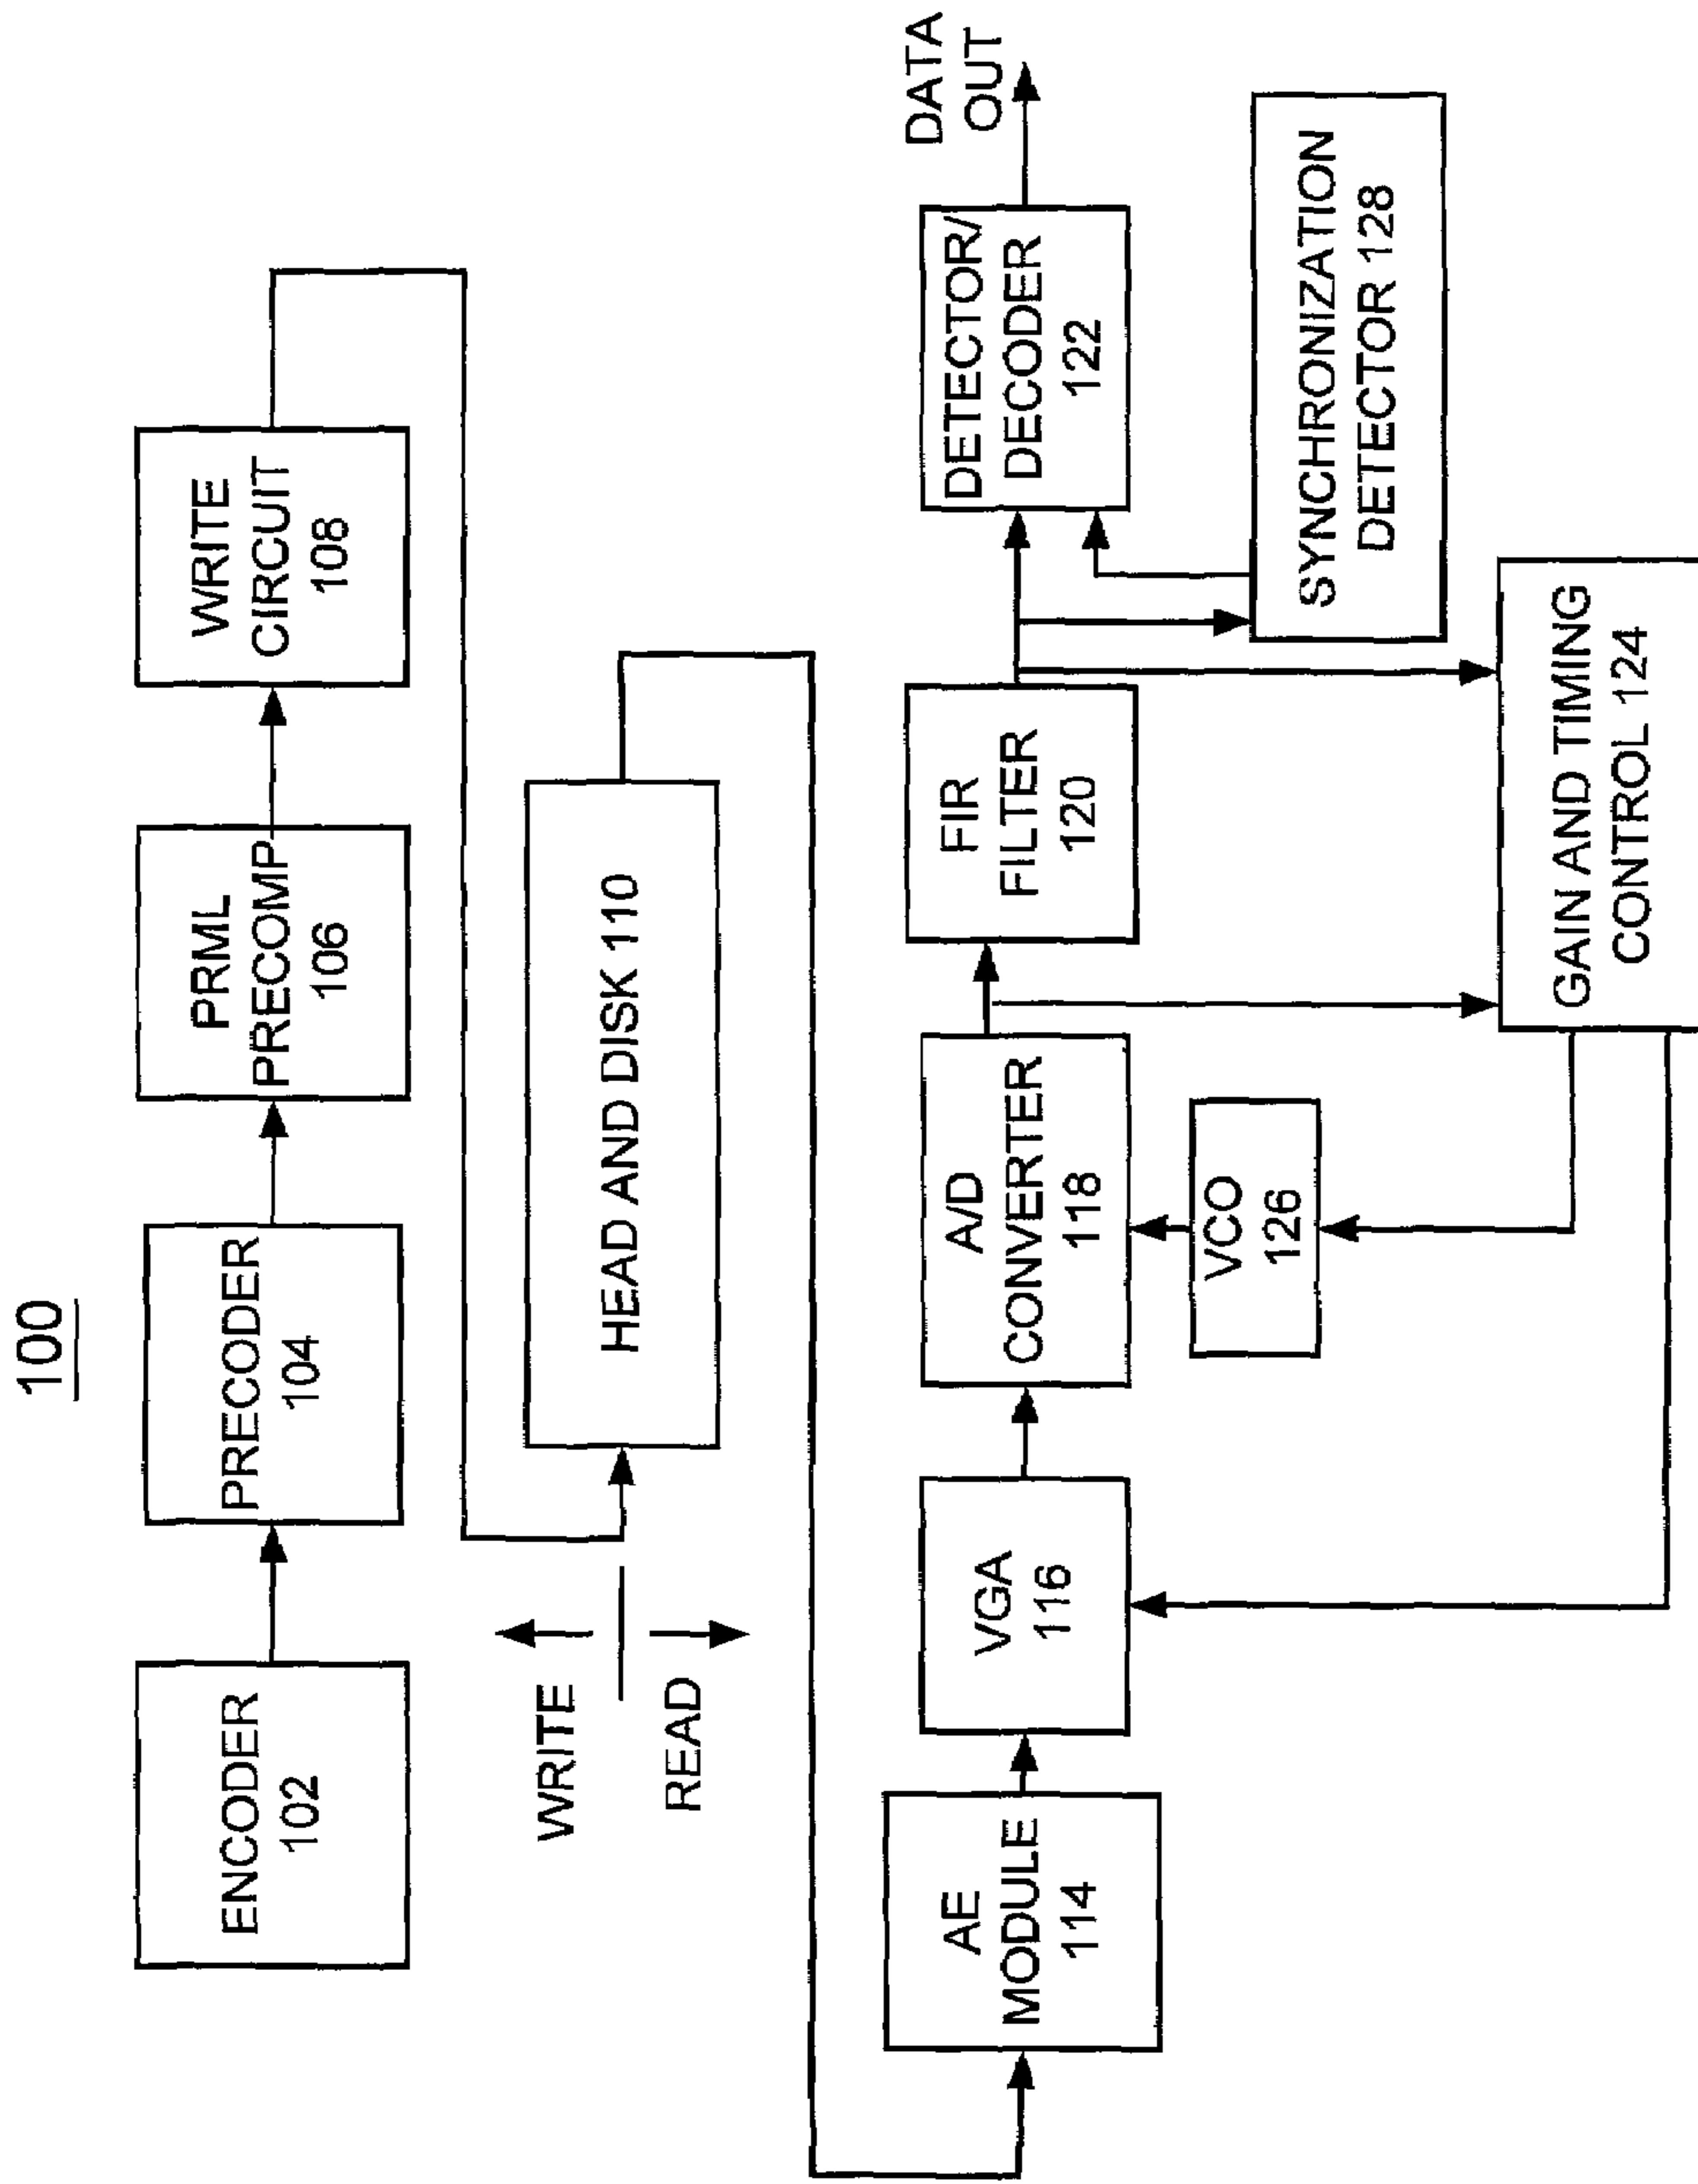 100
ENCODER
102
PRECODER
104
PRML
PRECOMP
106
WRITE
CIRCUIT
108
WRITE
READ
HEAD AND DISK 110
AE
MODULE
114
VGA
116
A/D
CONVERTER
118
FIR
FILTER
120
DETECTOR/
DECODER
122
DATA
OUT
VCO
126
SYNCHRONIZATION
DETECTOR 128
GAIN AND TIMING
CONTROL 124